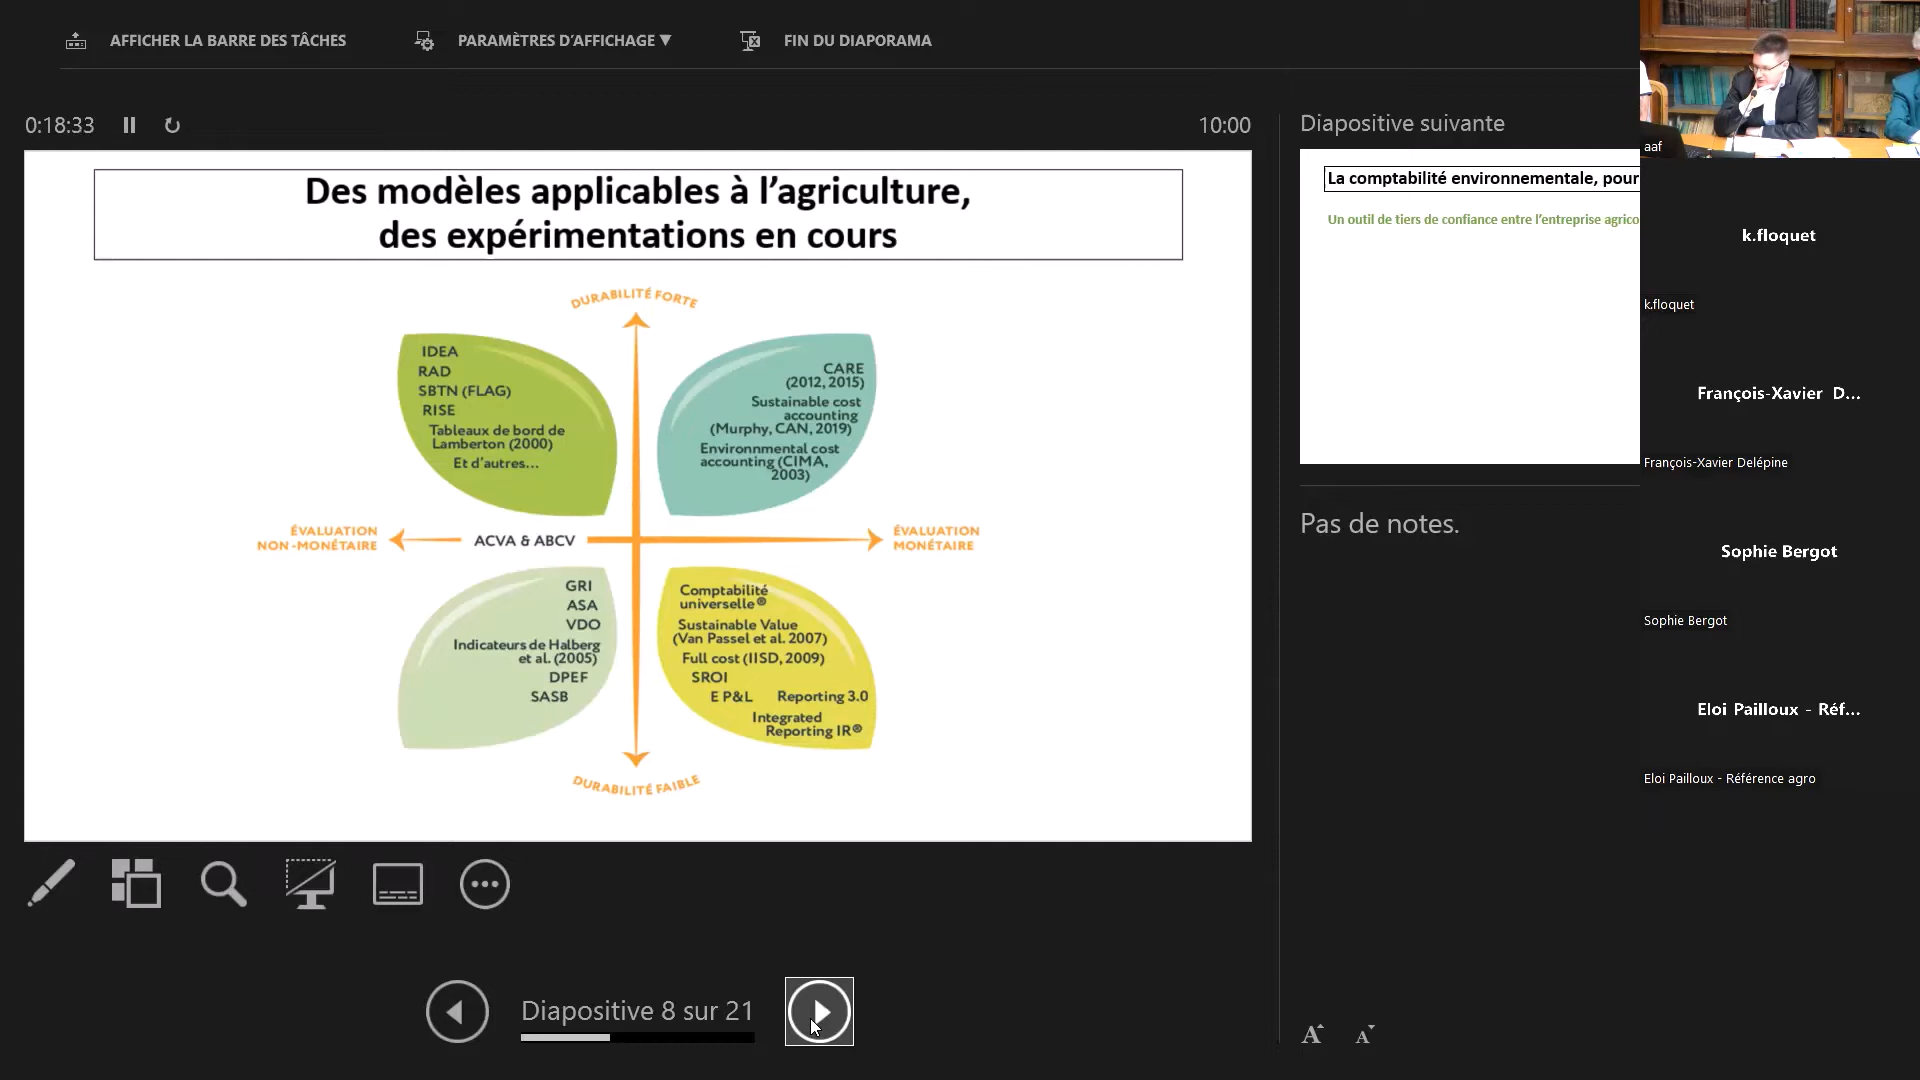 AFFICHER LA BARRE DES TÂCHES
PARAMÈTRES D'AFFICHAGE ▼
FIN DU DIAPORAMA
0:18:33
10:00
Des modèles applicables à l'agriculture,
des expérimentations en cours
DURABILITÉ FORTE
IDEA
RAD
SBTN (FLAG)
RISE
Tableaux de bord de
Lamberton (2000)
Et d'autres...
CARE
(2012, 2015)
Sustainable cost
accounting
(Murphy, CAN, 2019)
Environnmental cost
accounting (CIMA,
2003)
ÉVALUATION
NON-MONÉTAIRE
ACVA & ABCV
ÉVALUATION
MONÉTAIRE
GRI
ASA
VDO
Indicateurs de Halberg
et al. (2005)
DPEF
SASB
Comptabilité
universelle®
Sustainable Value
(Van Passel et al. 2007)
Full cost (IISD, 2009)
SROI
E P&L Reporting 3.0
Integrated
Reporting IR®
DURABILITÉ FAIBLE
Diapositive 8 sur 21
Diapositive suivante
La comptabilité environnementale, pour
Un outil de tiers de confiance entre l'entreprise agrico
Pas de notes.
A A
aaf
k.floquet
k.floquet
François-Xavier D...
François-Xavier Delépine
Sophie Bergot
Sophie Bergot
Eloi Pailloux - Réf...
Eloi Pailloux - Référence agro